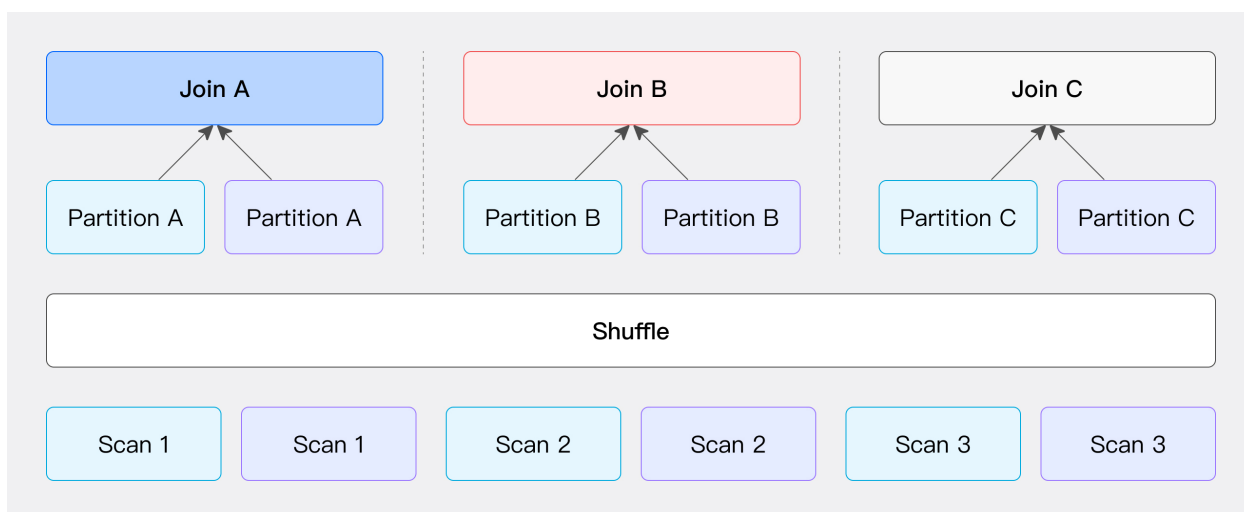 Join A
Join B
Join C
Partition A
Partition A
Partition B
Partition B
Partition C
Partition C
Shuffle
Scan 1
Scan 1
Scan 2
Scan 2
Scan 3
Scan 3